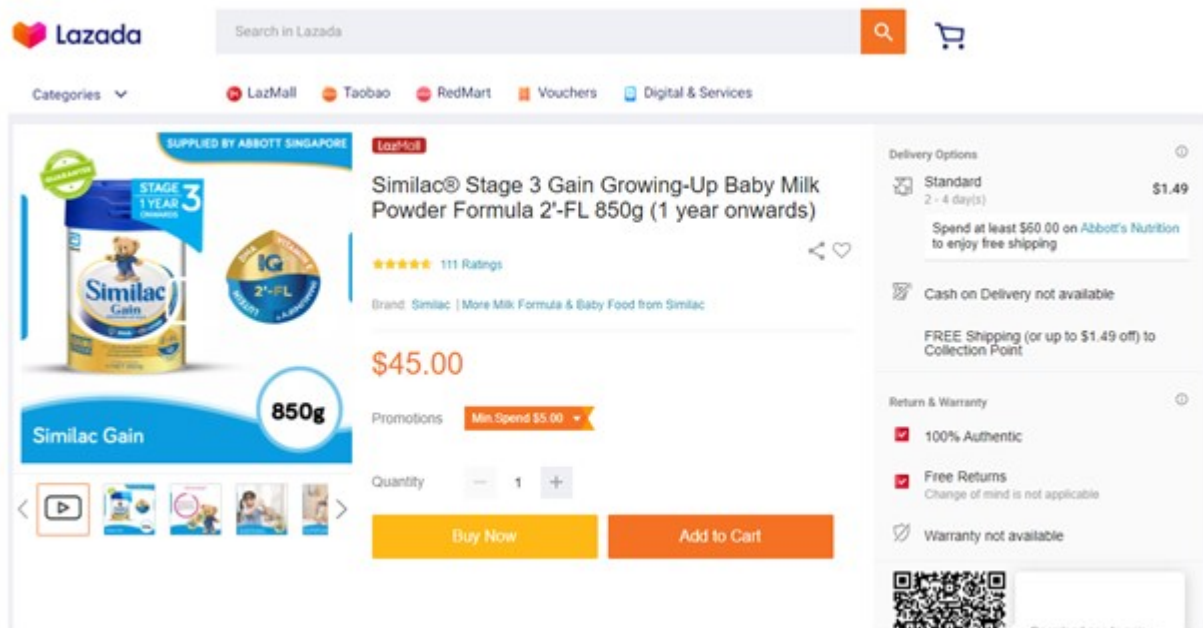 Lazada
Search in Lazada
Categories
LazMall
Taobao
RedMart
Vouchers
Digital & Services
SUPPLIED BY ABBOTT SINGAPORE
GUARANTEE
STAGE 3
1 YEAR
ONWARDS
Similac
Gain
DHA
VITAMIN E
IQ
2'-FL
LUTEIN
850g
Similac Gain
LazMall
Similac® Stage 3 Gain Growing-Up Baby Milk
Powder Formula 2'-FL 850g (1 year onwards)
111 Ratings
Brand: Similac | More Milk Formula & Baby Food from Similac
$45.00
Promotions
Min.Spend $5.00
Quantity
1
Buy Now
Add to Cart
Delivery Options
Standard
$1.49
2 - 4 day(s)
Spend at least $60.00 on Abbott's Nutrition
to enjoy free shipping
Cash on Delivery not available
FREE Shipping (or up to $1.49 off) to
Collection Point
Return & Warranty
100% Authentic
Free Returns
Change of mind is not applicable
Warranty not available